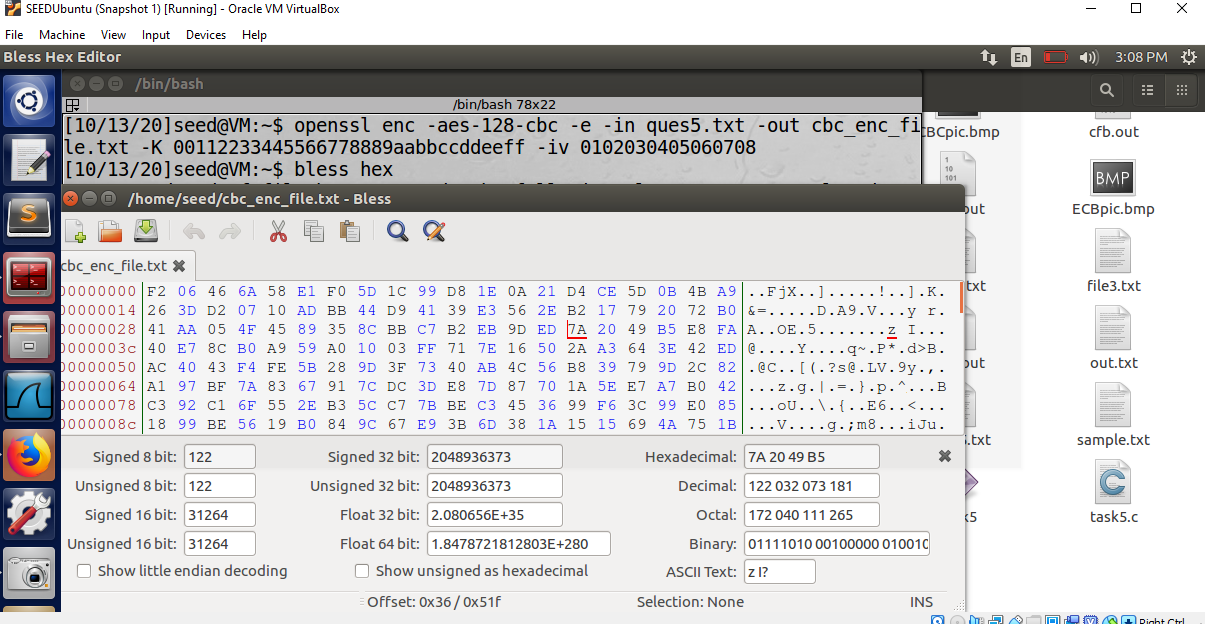 SEEDUbuntu (Snapshot 1) [Running] - Oracle VM VirtualBox
File Machine View Input Devices Help
Bless Hex Editor
En
3:08 PM
/bin/bash
/bin/bash 78x22
[10/13/20]seed@VM:~$ openssl enc -aes-128-cbc -e -in ques5.txt -out cbc_enc_fi
le.txt -K 00112233445566778889aabbccddeeff -iv 0102030405060708
[10/13/20]seed@VM:~$ bless hex
/home/seed/cbc_enc_file.txt - Bless
cbc_enc_file.txt
00000000 F2 06 46 6A 58 E1 F0 5D 1C 99 D8 1E 0A 21 D4 CE 5D 0B 4B A9 ..FjX..].....!..].K.
00000014 26 3D D2 07 10 AD BB 44 D9 41 39 E3 56 2E B2 17 79 20 72 B0 &=.....D.A9.V...y r.
00000028 41 AA 05 4F 45 89 35 8C BB C7 B2 EB 9D ED 7A 20 49 B5 E8 FA A..OE.5.......z I...
0000003c 40 E7 8C B0 A9 59 A0 10 03 FF 71 7E 16 50 2A A3 64 3E 42 ED @....Y....q~.P*.d>B.
00000050 AC 40 43 F4 FE 5B 28 9D 3F 73 40 AB 4C 56 B8 39 79 9D 2C 82 .@C..[(.?s@.LV.9y.,.
00000064 A1 97 BF 7A 83 67 91 7C DC 3D E8 7D 87 70 1A 5E E7 A7 B0 42 ...z.g.|.=.}.p.^...B
00000078 C3 92 C1 6F 55 2E B3 5C C7 7B BE C3 45 36 99 F6 3C 99 E0 85 ...oU..\.{..E6..<...
0000008c 18 99 BE 56 19 B0 84 9C 67 E9 3B 6D 38 1A 15 15 69 4A 75 1B ...V....g.;m8...iJu.
Signed 8 bit: 122 Signed 32 bit: 2048936373 Hexadecimal: 7A 20 49 B5
Unsigned 8 bit: 122 Unsigned 32 bit: 2048936373 Decimal: 122 032 073 181
Signed 16 bit: 31264 Float 32 bit: 2.080656E+35 Octal: 172 040 111 265
Unsigned 16 bit: 31264 Float 64 bit: 1.8478721812803E+280 Binary: 01111010 00100000 010010
Show little endian decoding Show unsigned as hexadecimal ASCII Text: z I?
Offset: 0x36 / 0x51f Selection: None INS
CBCpic.bmp
cfb.out
BMP
ECBpic.bmp
file3.txt
out.txt
sample.txt
task5.c
Right Ctrl